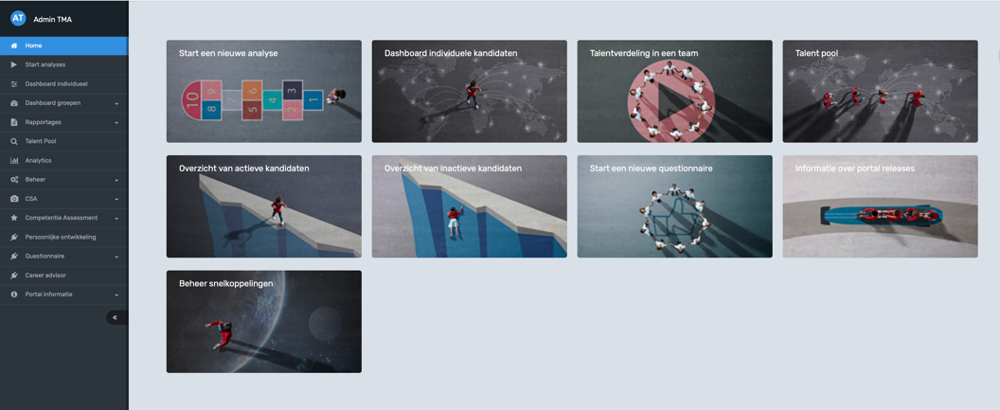 AT Admin TMA
Home
Start analyses
Dashboard individueel
Dashboard groepen
Rapportages
Talent Pool
Analytics
Beheer
CSA
Competentie Assessment
Persoonlijke ontwikkeling
Questionnaire
Career advisor
Portal informatie
Start een nieuwe analyse
10 9 8 7 6 5 4 3 2 1
Dashboard individuele kandidaten
Talentverdeling in een team
Talent pool
Overzicht van actieve kandidaten
Overzicht van inactieve kandidaten
Start een nieuwe questionnaire
Informatie over portal releases
Beheer snelkoppelingen